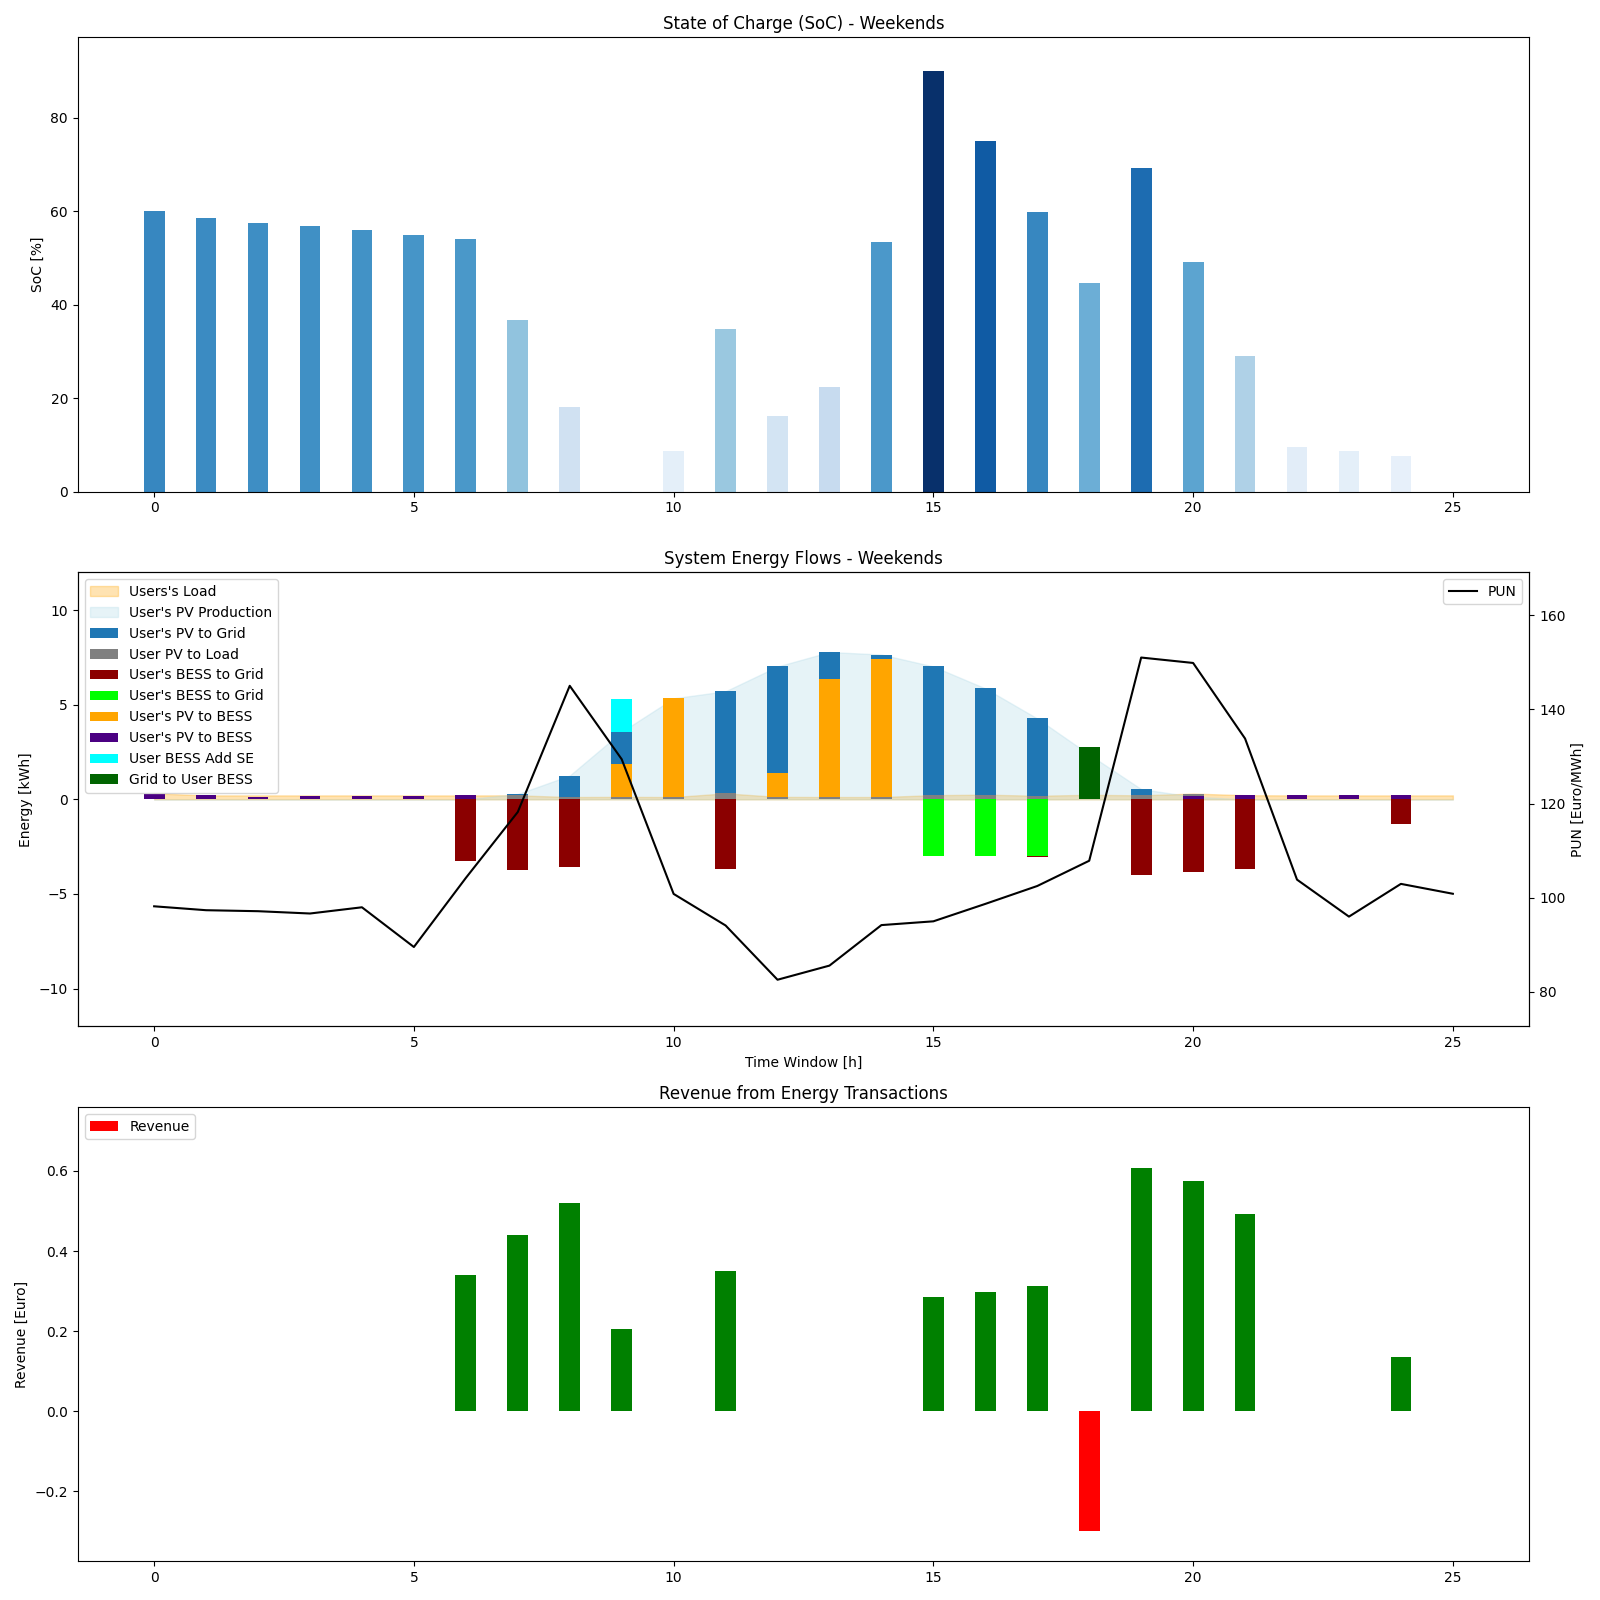 State of Charge (SoC) - Weekends
SoC [%]
80
60
40
20
0
0 5 10 15 20 25
System Energy Flows - Weekends
Energy [kWh]
10
5
0
−5
−10
Users's Load
User's PV Production
User's PV to Grid
User PV to Load
User's BESS to Grid
User's BESS to Grid
User's PV to BESS
User's PV to BESS
User BESS Add SE
Grid to User BESS
PUN
160
140
120
100
80
PUN [Euro/MWh]
0 5 10 15 20 25
Time Window [h]
Revenue from Energy Transactions
Revenue [Euro]
Revenue
0.6
0.4
0.2
0.0
−0.2
0 5 10 15 20 25